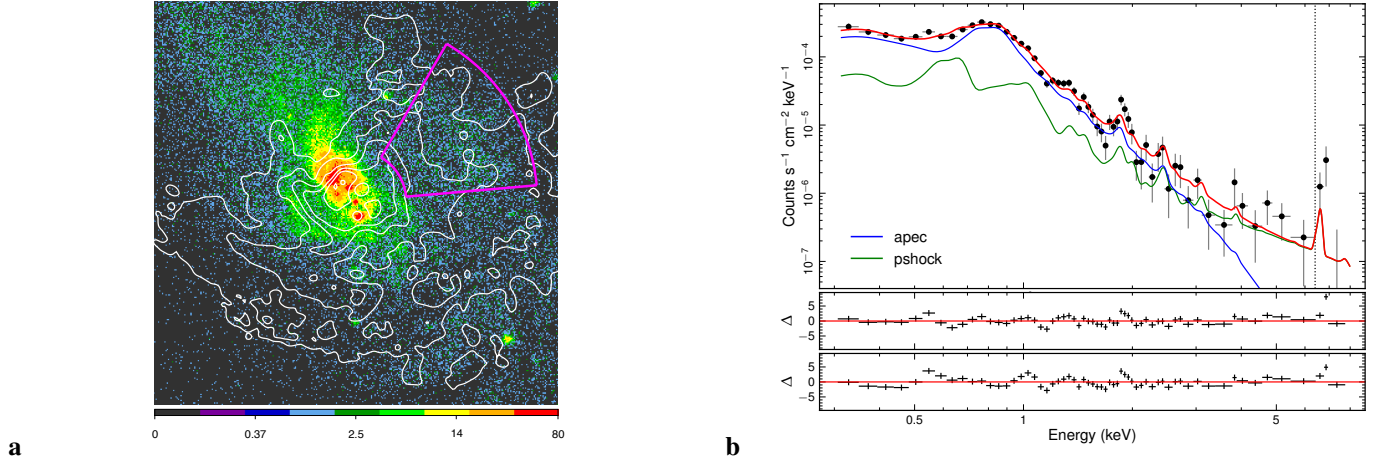 a
0 0.37 2.5 14 80
b
Counts s⁻¹ cm⁻² keV⁻¹
10⁻⁴
10⁻⁵
10⁻⁶
10⁻⁷
apec
pshock
Δ
5
0
−5
Δ
5
0
−5
0.5 1 2 5
Energy (keV)